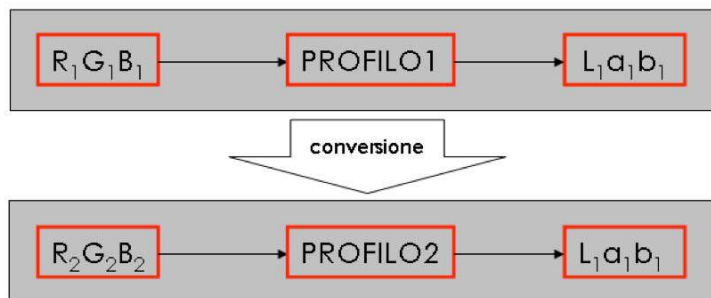 R₁G₁B₁ PROFILO1 L₁a₁b₁
conversione
R₂G₂B₂ PROFILO2 L₁a₁b₁